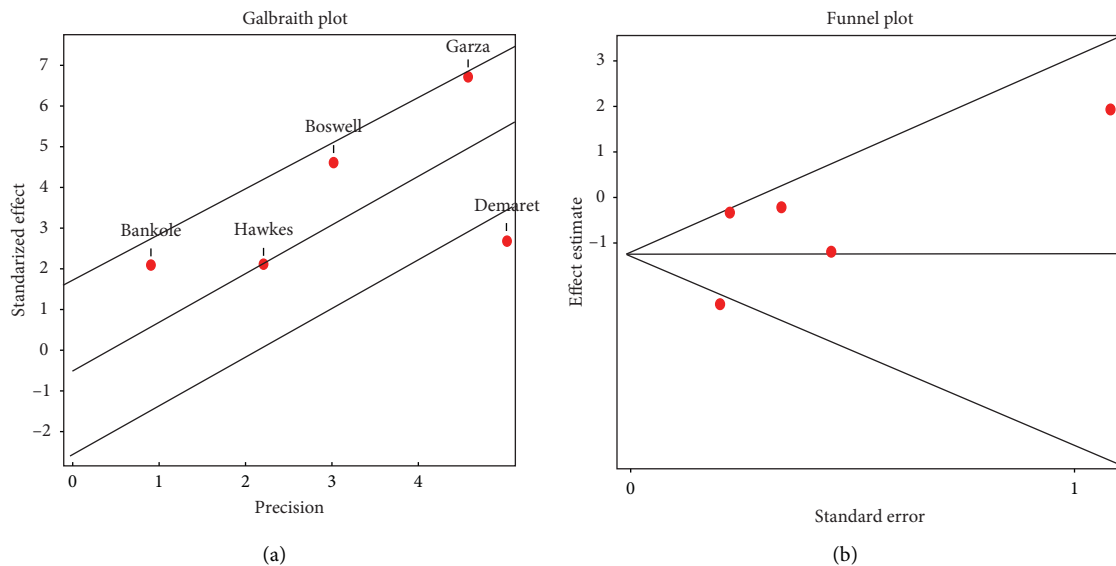 Galbraith plot
Garza
Boswell
Demaret
Bankole
Hawkes
7
6
5
4
3
2
1
0
−1
−2
Standarized effect
0
1
2
3
4
Precision
(a)
Funnel plot
3
2
1
0
−1
Effect estimate
0
1
Standard error
(b)